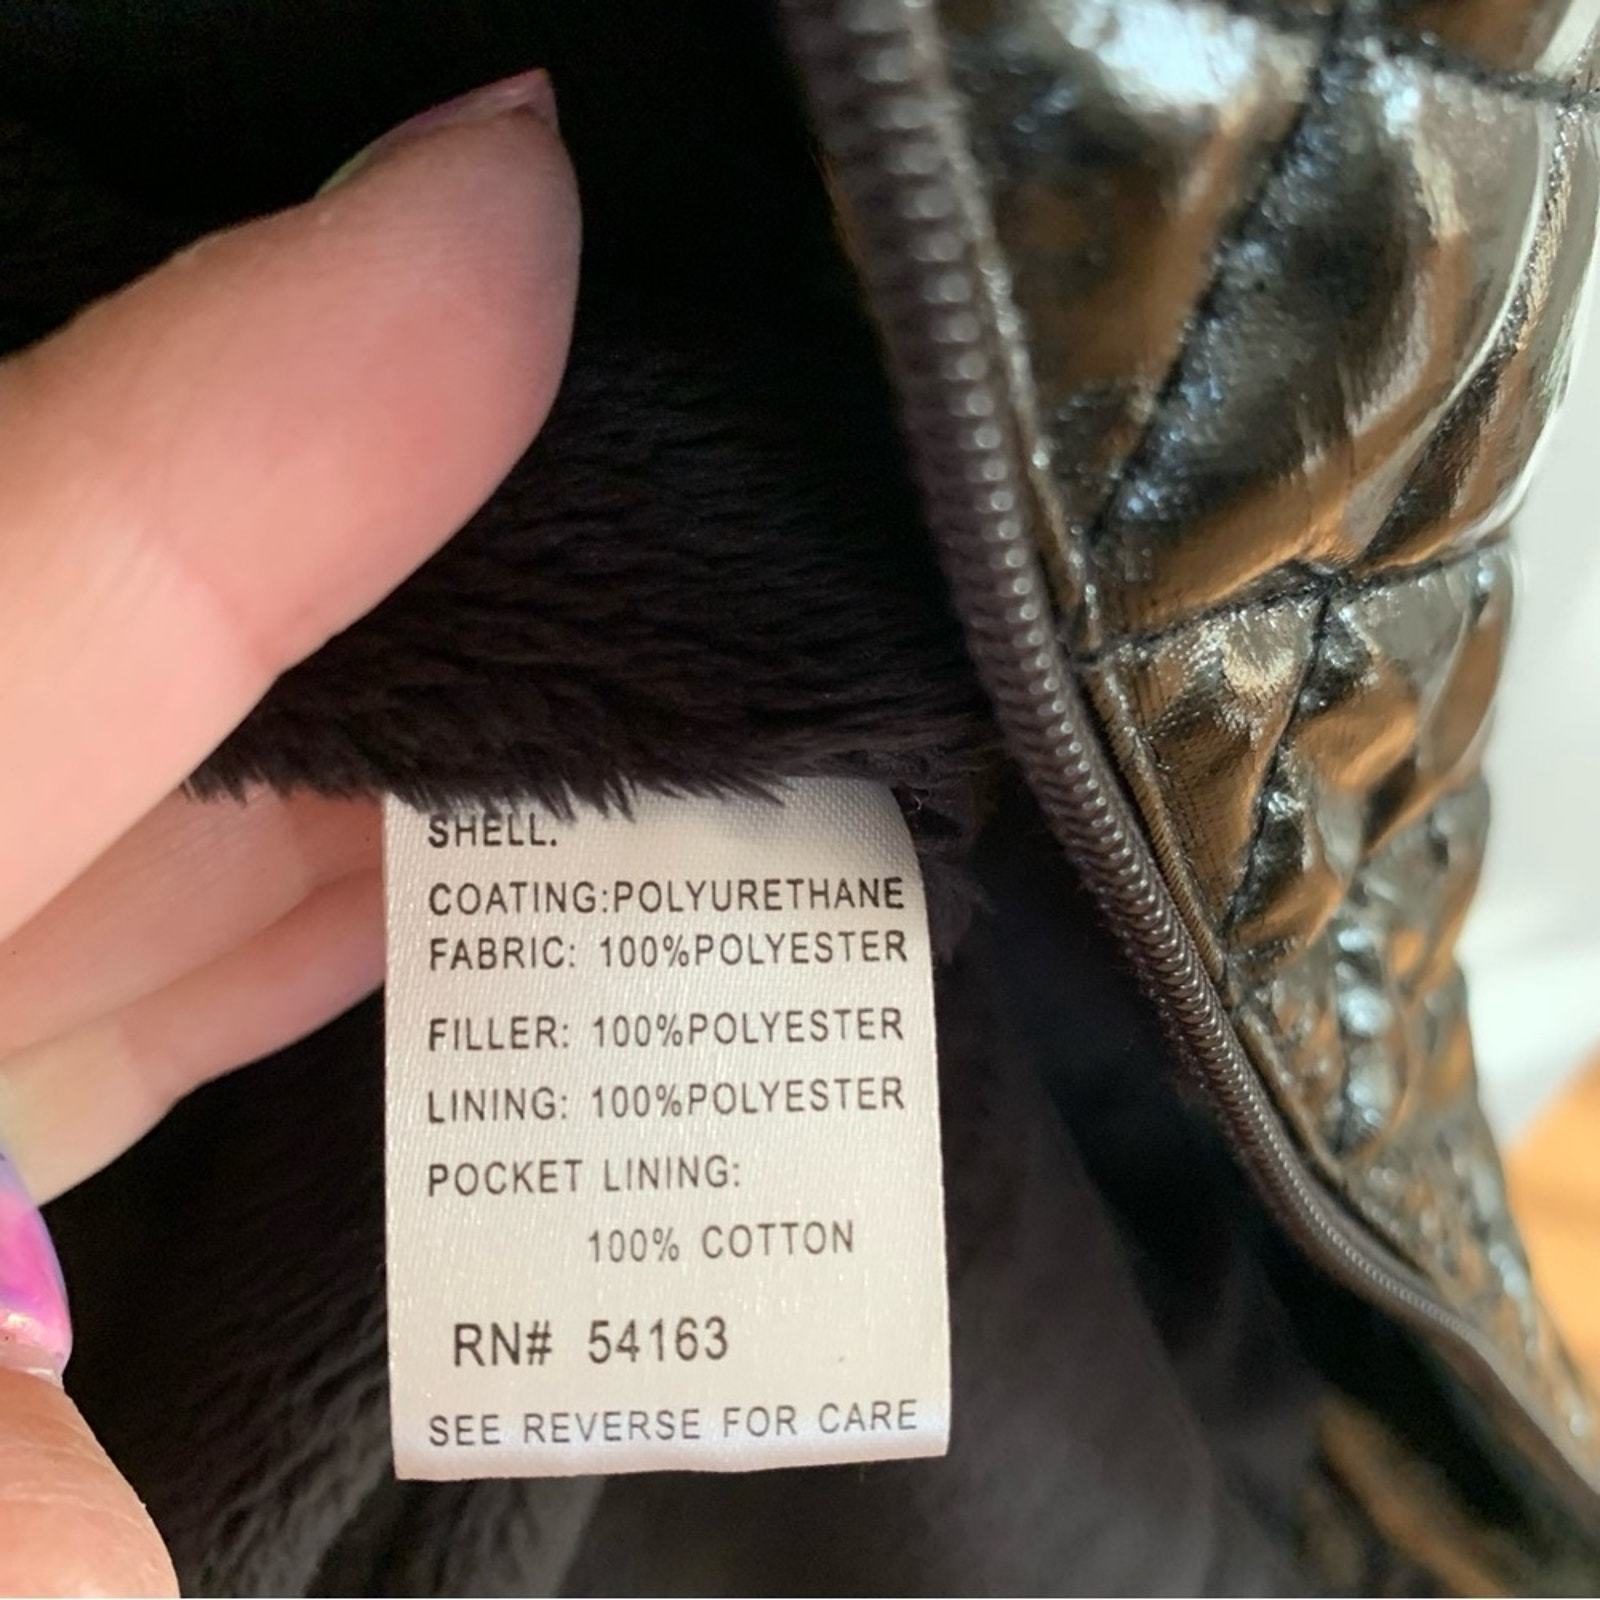 SHELL:
COATING:POLYURETHANE
FABRIC: 100%POLYESTER
FILLER: 100%POLYESTER
LINING: 100%POLYESTER
POCKET LINING:
100% COTTON
RN# 54163
SEE REVERSE FOR CARE